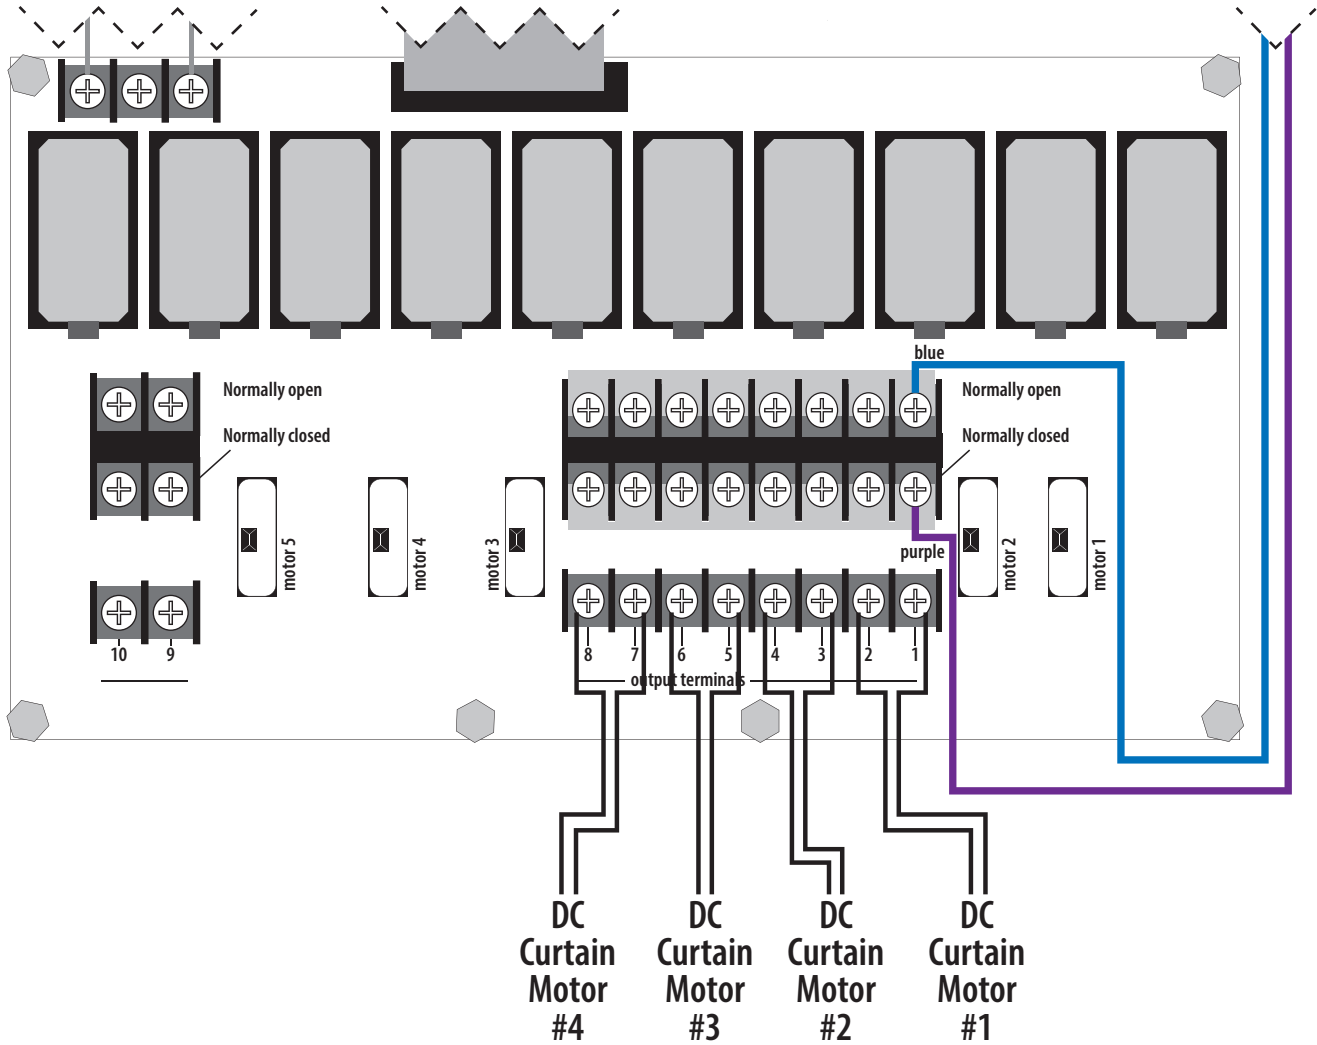 blue
Normally open
Normally open
Normally closed
Normally closed
purple
motor 5
motor 4
motor 3
motor 2
motor 1
10 9
8 7 6 5 4 3 2 1
output terminals
DC
Curtain
Motor
#4
DC
Curtain
Motor
#3
DC
Curtain
Motor
#2
DC
Curtain
Motor
#1